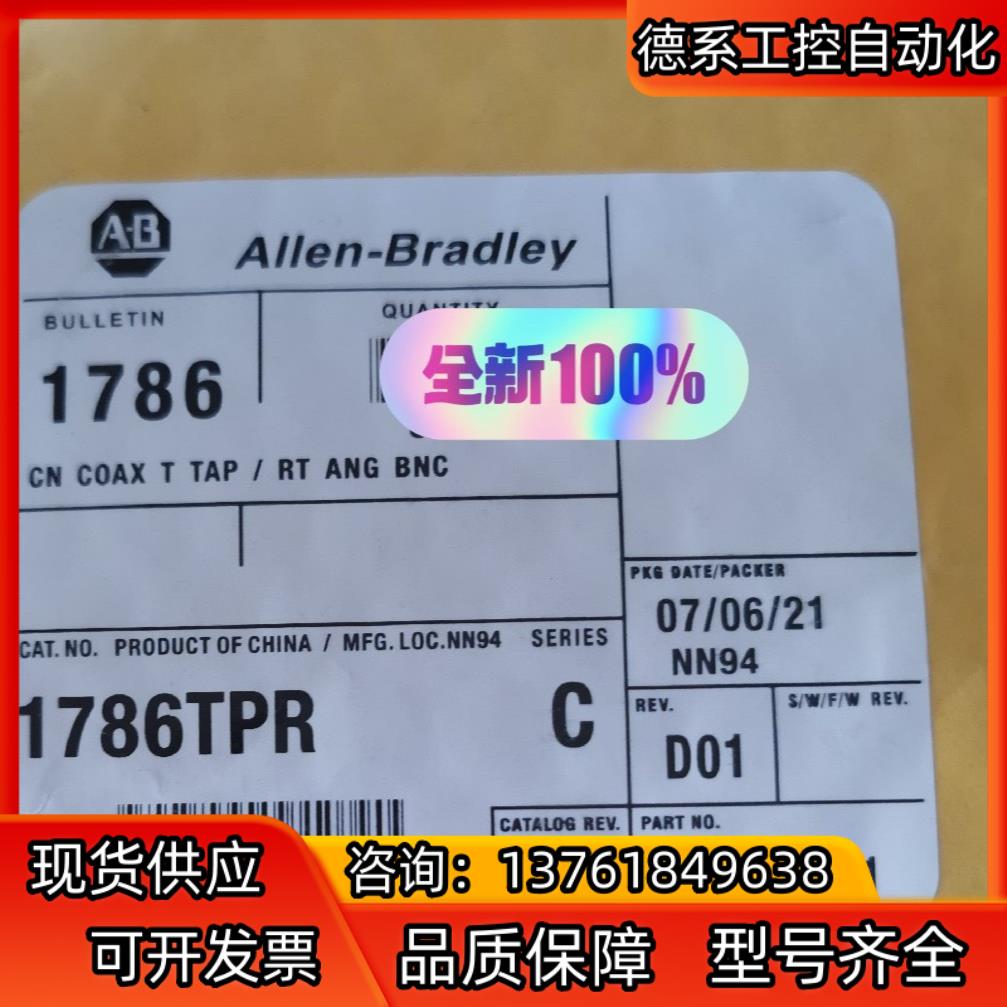 德系工控自动化
A-B Allen-Bradley
BULLETIN
QUANTITY
1786
全新100%
CN COAX T TAP / RT ANG BNC
PKG DATE/PACKER
07/06/21
NN94
CAT. NO. PRODUCT OF CHINA / MFG. LOC.NN94 SERIES
1786TPR C
REV.
S/W/F/W REV.
D01
CATALOG REV. PART NO.
现货供应
咨询：13761849638
可开发票
品质保障
型号齐全